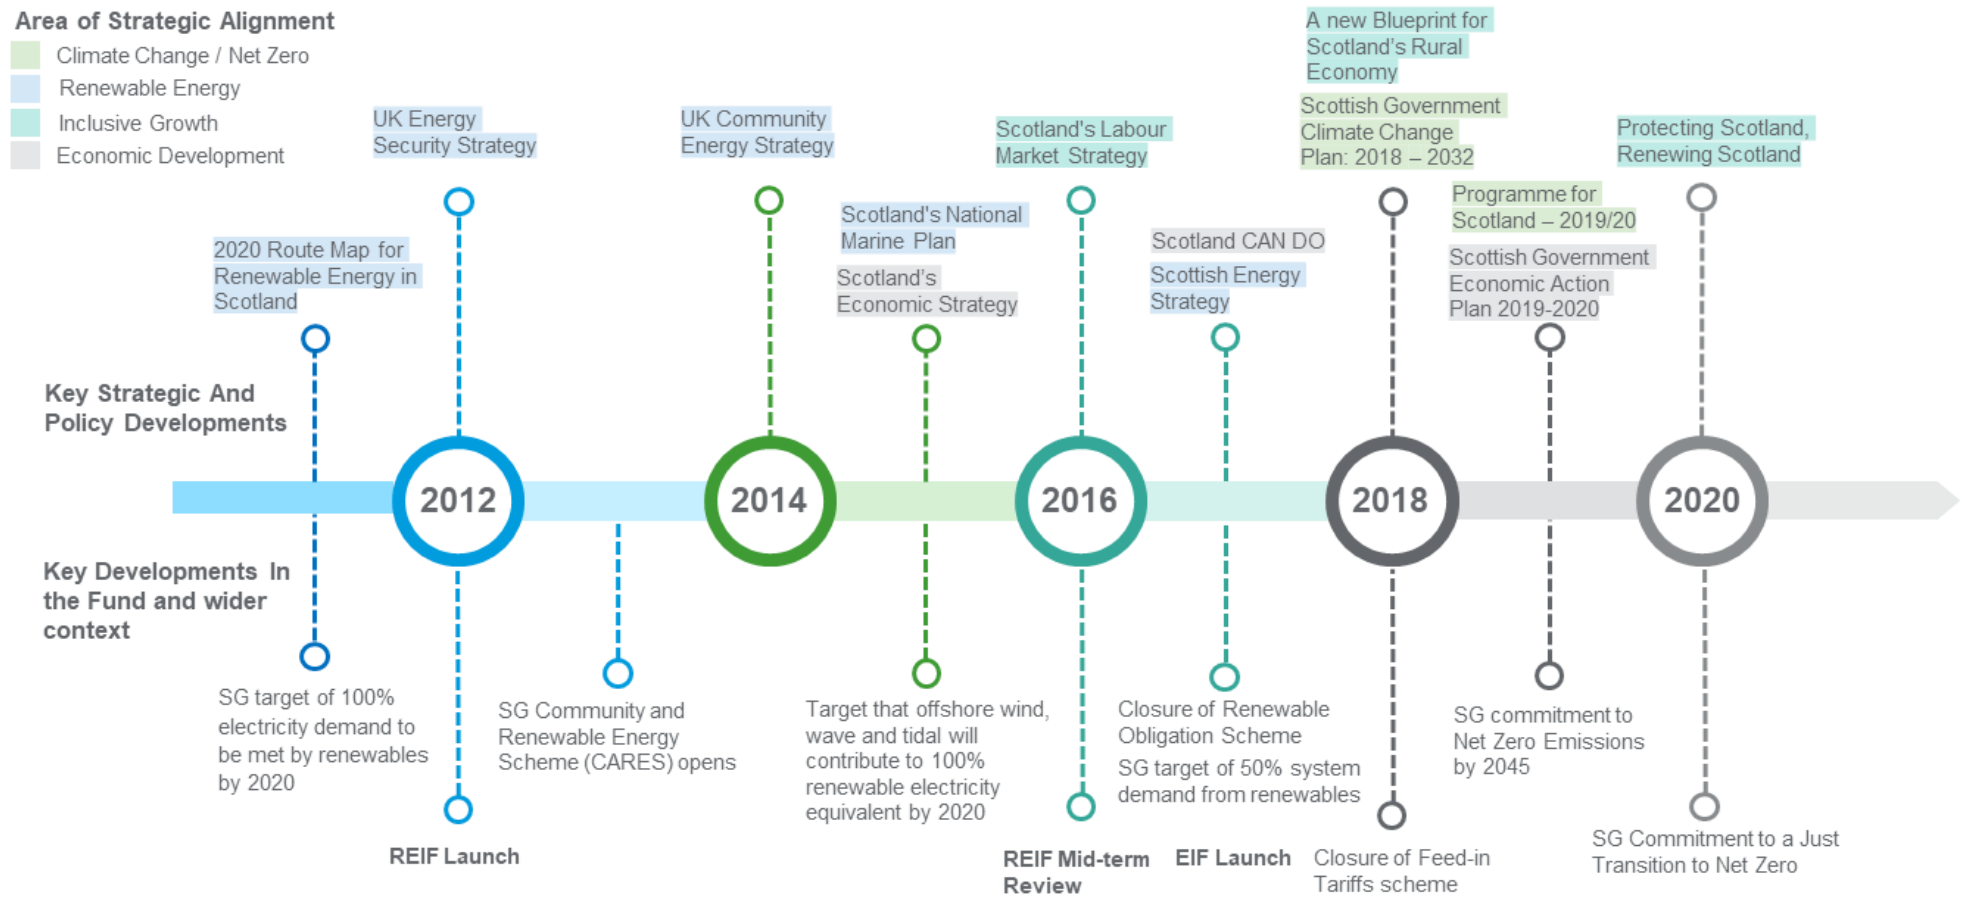 Area of Strategic Alignment
Climate Change / Net Zero
Renewable Energy
Inclusive Growth
Economic Development
2020 Route Map for
Renewable Energy in
Scotland
UK Energy
Security Strategy
UK Community
Energy Strategy
Scotland's National
Marine Plan
Scotland’s
Economic Strategy
Scotland's Labour
Market Strategy
Scotland CAN DO
Scottish Energy
Strategy
A new Blueprint for
Scotland’s Rural
Economy
Scottish Government
Climate Change
Plan: 2018 – 2032
Programme for
Scotland – 2019/20
Scottish Government
Economic Action
Plan 2019-2020
Protecting Scotland,
Renewing Scotland
Key Strategic And
Policy Developments
2012
2014
2016
2018
2020
Key Developments In
the Fund and wider
context
SG target of 100%
electricity demand to
be met by renewables
by 2020
REIF Launch
SG Community and
Renewable Energy
Scheme (CARES) opens
Target that offshore wind,
wave and tidal will
contribute to 100%
renewable electricity
equivalent by 2020
REIF Mid-term
Review
Closure of Renewable
Obligation Scheme
SG target of 50% system
demand from renewables
EIF Launch
Closure of Feed-in
Tariffs scheme
SG commitment to
Net Zero Emissions
by 2045
SG Commitment to a Just
Transition to Net Zero